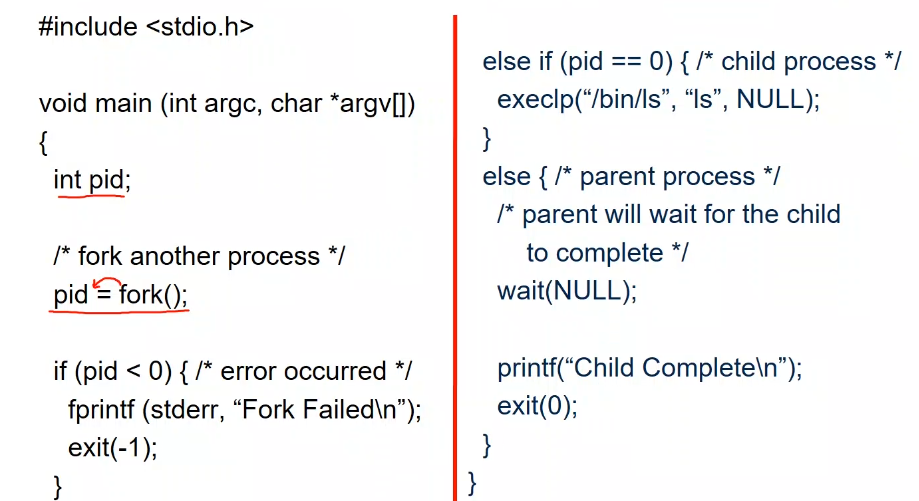 #include <stdio.h>
void main (int argc, char *argv[])
{
int pid;
/* fork another process */
pid = fork();
if (pid < 0) { /* error occurred */
fprintf (stderr, “Fork Failed\n”);
exit(-1);
}
else if (pid == 0) { /* child process */
execlp(“/bin/ls”, “ls”, NULL);
}
else { /* parent process */
/* parent will wait for the child
to complete */
wait(NULL);
printf(“Child Complete\n”);
exit(0);
}
}